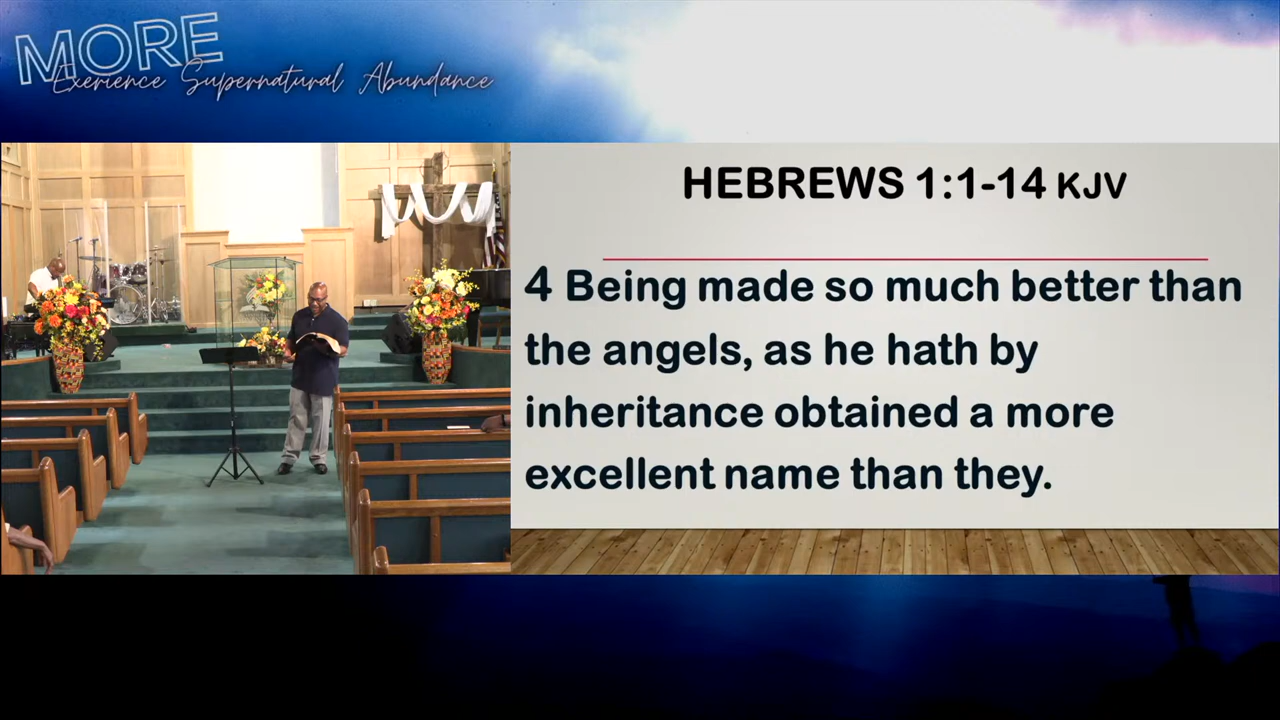 MORE
Exerience Supernatural Abundance
HEBREWS 1:1-14 KJV
4 Being made so much better than
the angels, as he hath by
inheritance obtained a more
excellent name than they.